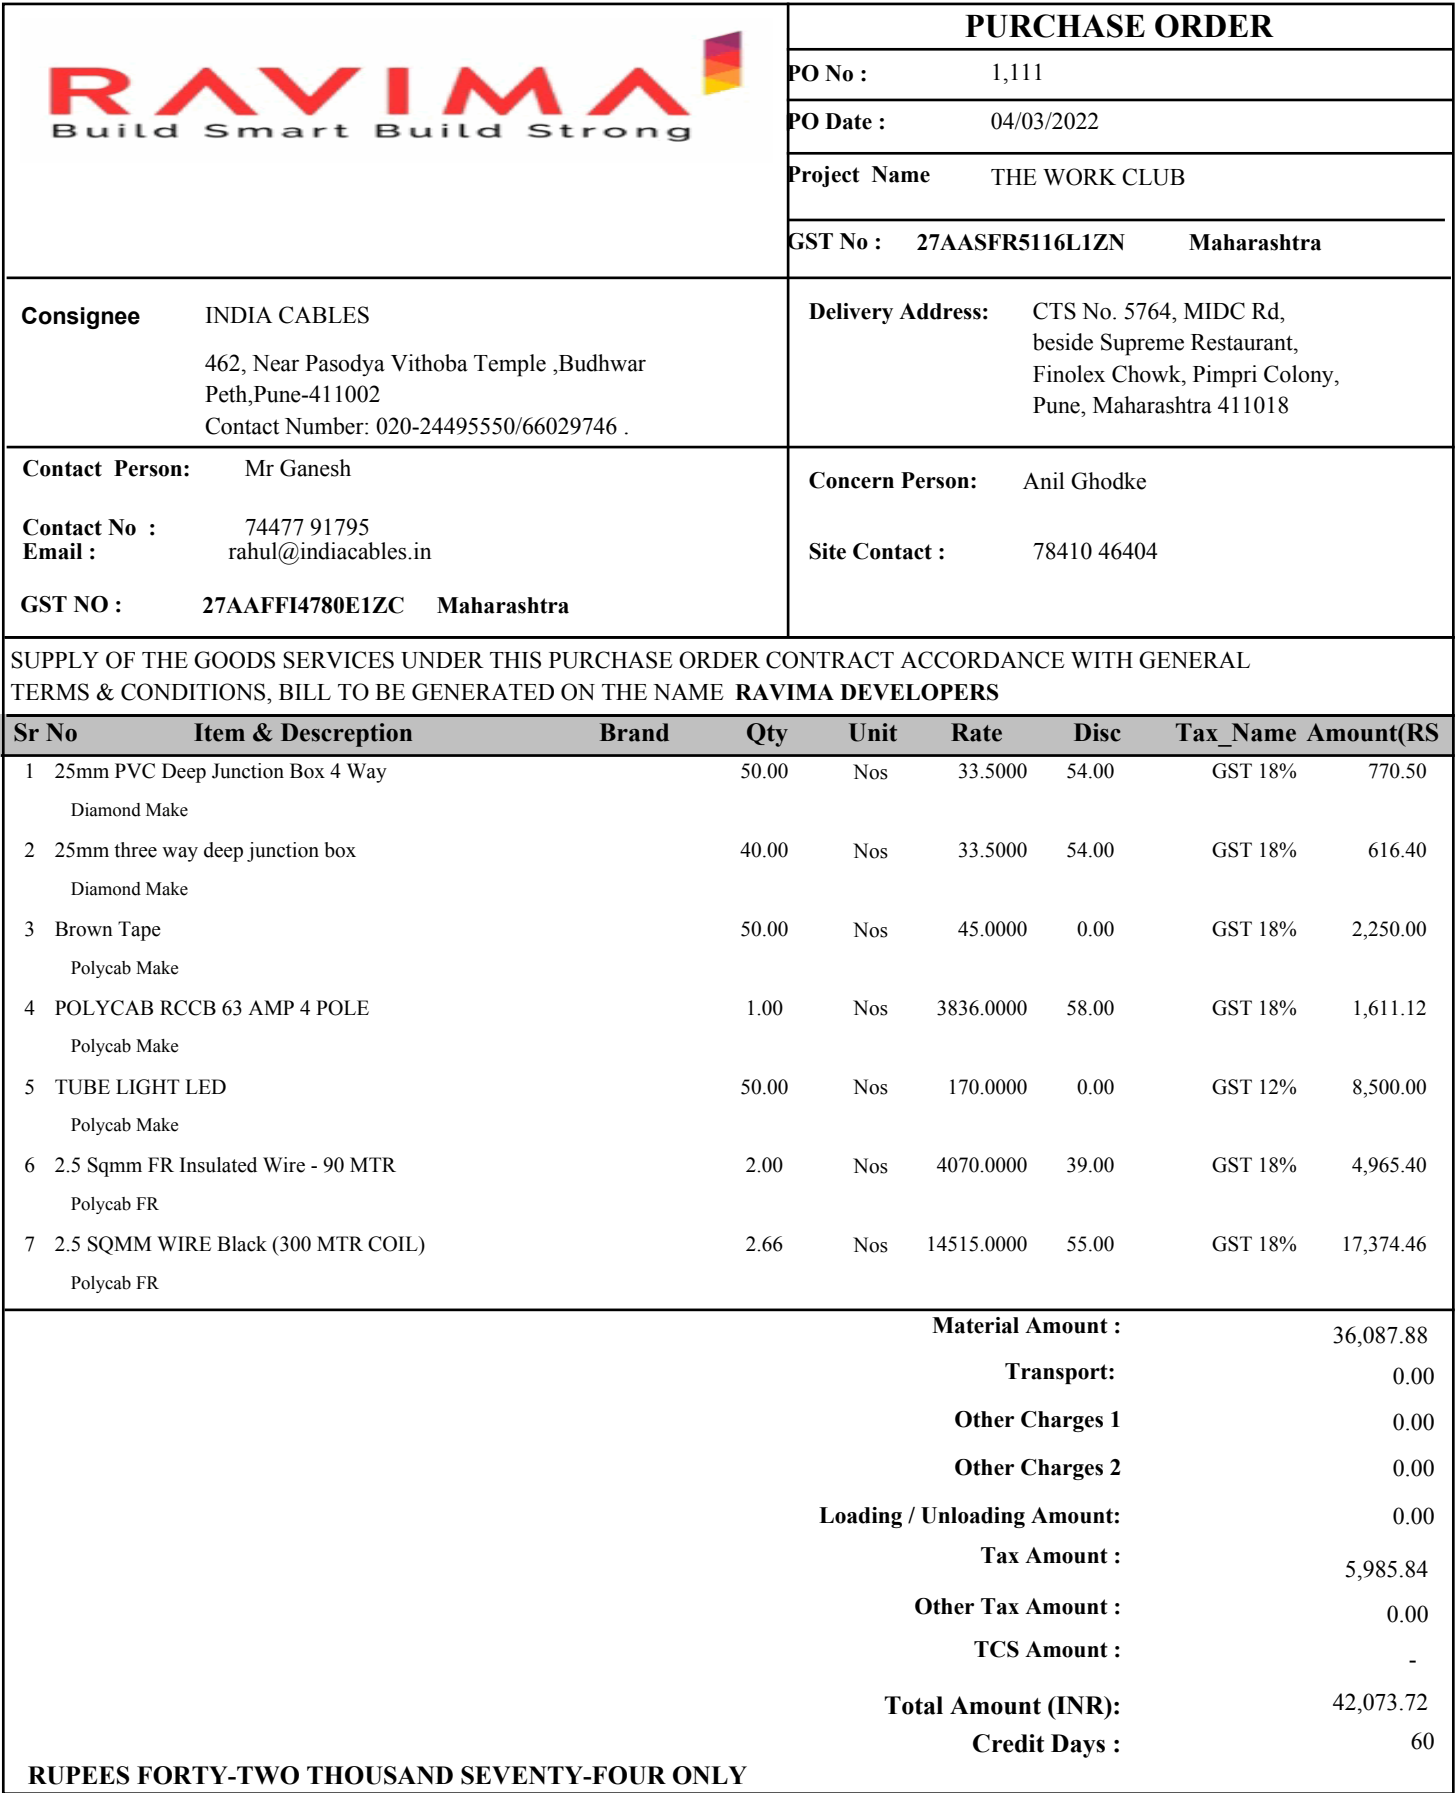 RAVIMA
Build Smart Build Strong
PURCHASE ORDER
PO No : 1,111
PO Date : 04/03/2022
Project Name THE WORK CLUB
GST No : 27AASFR5116L1ZN Maharashtra
Consignee INDIA CABLES
462, Near Pasodya Vithoba Temple ,Budhwar
Peth,Pune-411002
Contact Number: 020-24495550/66029746 .
Delivery Address: CTS No. 5764, MIDC Rd,
beside Supreme Restaurant,
Finolex Chowk, Pimpri Colony,
Pune, Maharashtra 411018
Contact Person: Mr Ganesh
Contact No : 74477 91795
Email : rahul@indiacables.in
GST NO : 27AAFFI4780E1ZC Maharashtra
Concern Person: Anil Ghodke
Site Contact : 78410 46404
SUPPLY OF THE GOODS SERVICES UNDER THIS PURCHASE ORDER CONTRACT ACCORDANCE WITH GENERAL
TERMS & CONDITIONS, BILL TO BE GENERATED ON THE NAME RAVIMA DEVELOPERS
Sr No Item & Descreption Brand Qty Unit Rate Disc Tax_Name Amount(RS
1 25mm PVC Deep Junction Box 4 Way 50.00 Nos 33.5000 54.00 GST 18% 770.50
Diamond Make
2 25mm three way deep junction box 40.00 Nos 33.5000 54.00 GST 18% 616.40
Diamond Make
3 Brown Tape 50.00 Nos 45.0000 0.00 GST 18% 2,250.00
Polycab Make
4 POLYCAB RCCB 63 AMP 4 POLE 1.00 Nos 3836.0000 58.00 GST 18% 1,611.12
Polycab Make
5 TUBE LIGHT LED 50.00 Nos 170.0000 0.00 GST 12% 8,500.00
Polycab Make
6 2.5 Sqmm FR Insulated Wire - 90 MTR 2.00 Nos 4070.0000 39.00 GST 18% 4,965.40
Polycab FR
7 2.5 SQMM WIRE Black (300 MTR COIL) 2.66 Nos 14515.0000 55.00 GST 18% 17,374.46
Polycab FR
Material Amount : 36,087.88
Transport: 0.00
Other Charges 1 0.00
Other Charges 2 0.00
Loading / Unloading Amount: 0.00
Tax Amount : 5,985.84
Other Tax Amount : 0.00
TCS Amount : -
Total Amount (INR): 42,073.72
Credit Days : 60
RUPEES FORTY-TWO THOUSAND SEVENTY-FOUR ONLY